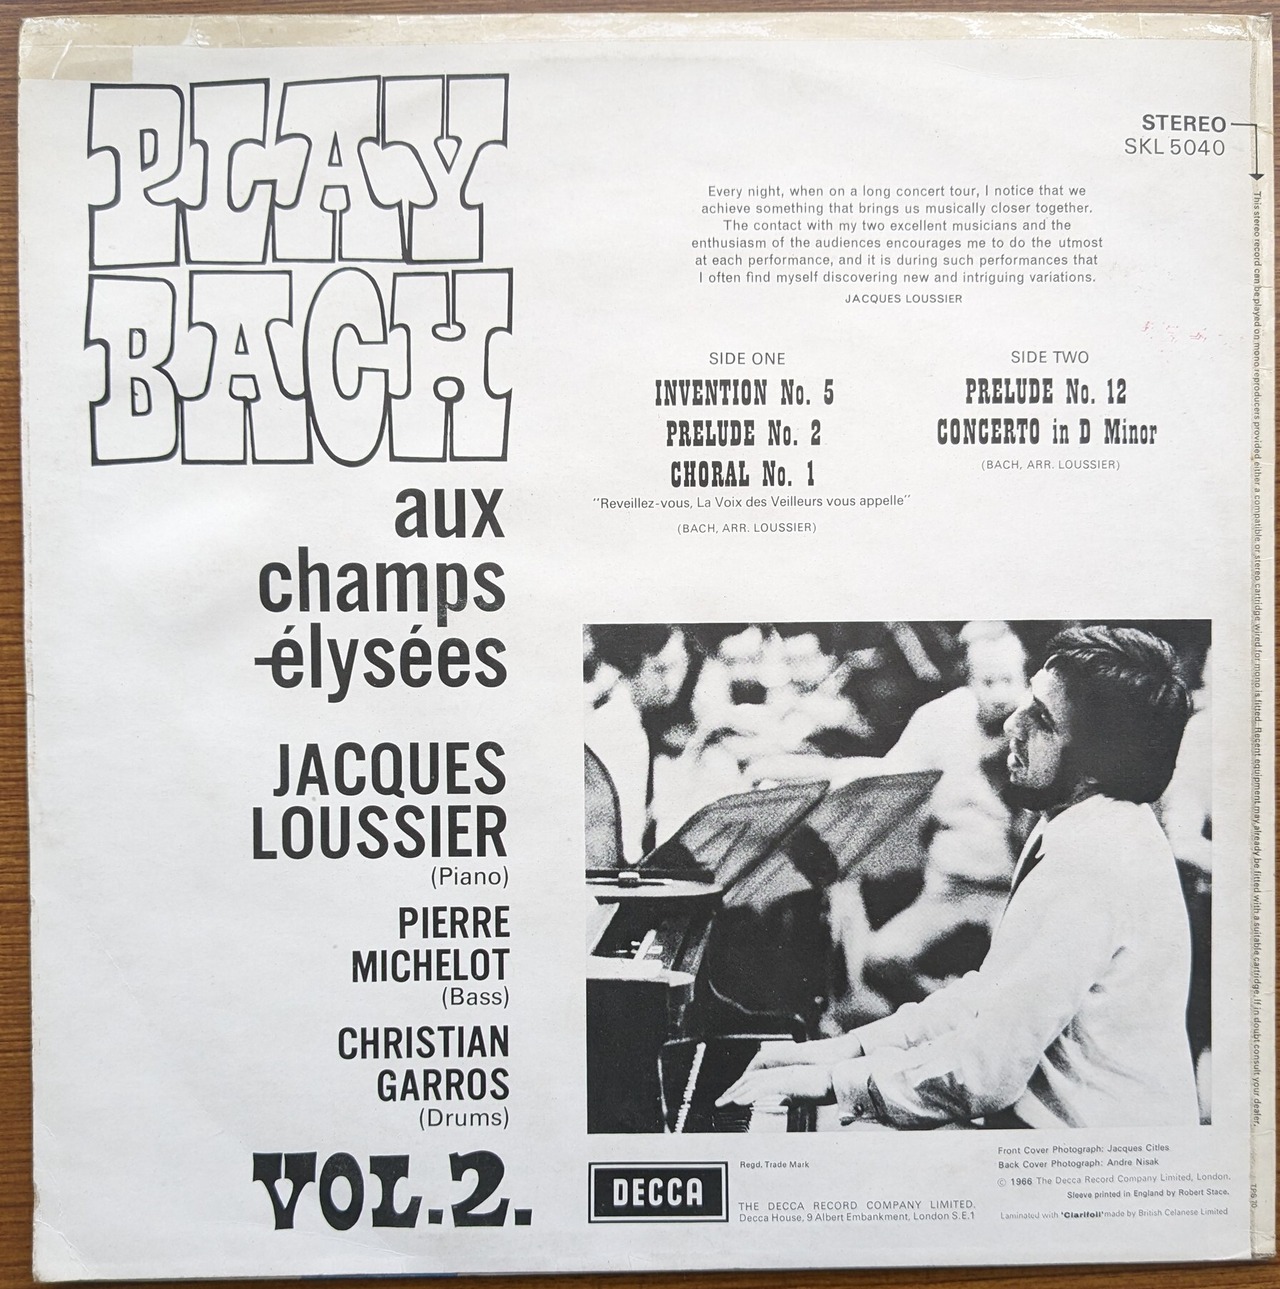 PLAY
BACH
aux
champs
-élysées
JACQUES
LOUSSIER
(Piano)
PIERRE
MICHELOT
(Bass)
CHRISTIAN
GARROS
(Drums)
VOL.2.
STEREO
SKL 5040
Every night, when on a long concert tour, I notice that we
achieve something that brings us musically closer together.
The contact with my two excellent musicians and the
enthusiasm of the audiences encourages me to do the utmost
at each performance, and it is during such performances that
I often find myself discovering new and intriguing variations.
JACQUES LOUSSIER
SIDE ONE
INVENTION No. 5
PRELUDE No. 2
CHORAL No. 1
"Reveillez-vous, La Voix des Veilleurs vous appelle"
(BACH, ARR. LOUSSIER)
SIDE TWO
PRELUDE No. 12
CONCERTO in D Minor
(BACH, ARR. LOUSSIER)
DECCA
Regd. Trade Mark
THE DECCA RECORD COMPANY LIMITED.
Decca House, 9 Albert Embankment, London S.E.1
Front Cover Photograph: Jacques Citles
Back Cover Photograph: Andre Nisak
© 1966 The Decca Record Company Limited, London.
Sleeve printed in England by Robert Stace.
Laminated with 'Clarifoil' made by British Celanese Limited
This stereo record can be played on mono reproducers provided either a compatible or stereo cartridge wired for mono is fitted. Recent equipment may already be fitted with a suitable cartridge. If in doubt consult your dealer.